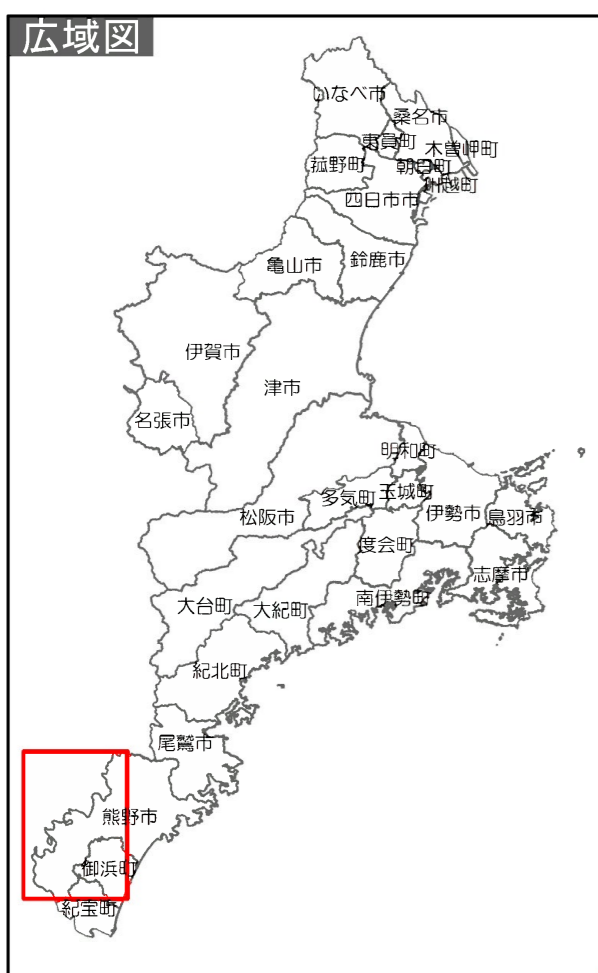 広域図
いなべ市
桑名市
東員町
木曽岬町
菰野町
朝日町
川越町
四日市市
亀山市
鈴鹿市
伊賀市
津市
名張市
明和町
多気町
玉城町
松阪市
伊勢市
鳥羽市
度会町
志摩市
大台町
大紀町
南伊勢町
紀北町
尾鷲市
熊野市
御浜町
紀宝町